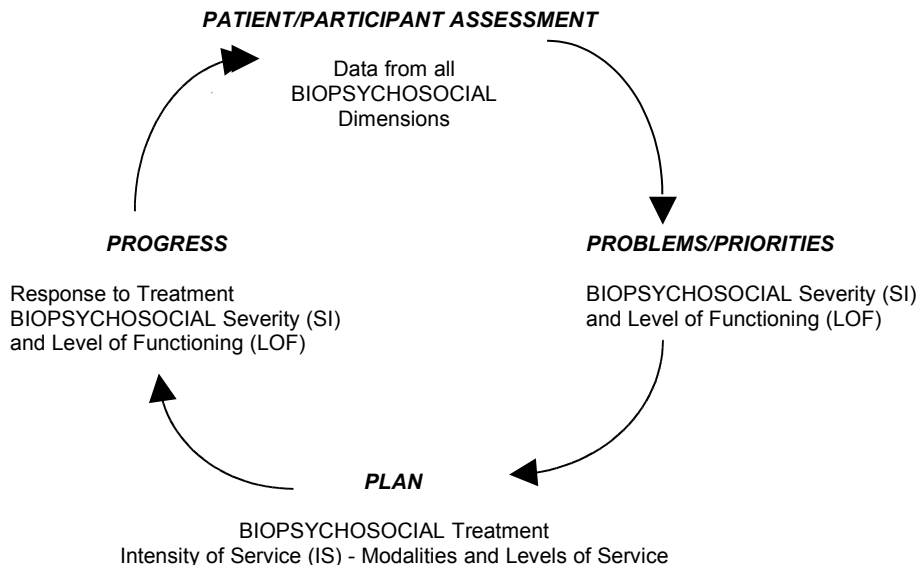 PATIENT/PARTICIPANT ASSESSMENT
Data from all
BIOPSYCHOSOCIAL
Dimensions
PROBLEMS/PRIORITIES
BIOPSYCHOSOCIAL Severity (SI)
and Level of Functioning (LOF)
PLAN
BIOPSYCHOSOCIAL Treatment
Intensity of Service (IS) - Modalities and Levels of Service
PROGRESS
Response to Treatment
BIOPSYCHOSOCIAL Severity (SI)
and Level of Functioning (LOF)